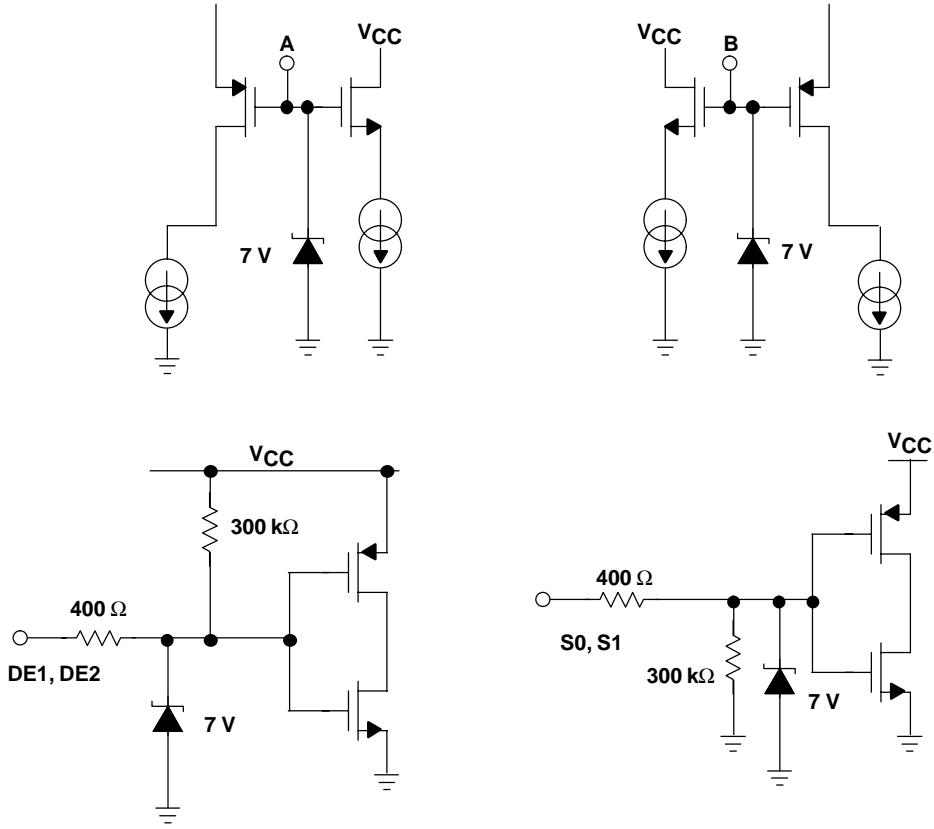 A
VCC
7 V
VCC
B
7 V
VCC
300 kΩ
400 Ω
DE1, DE2
7 V
VCC
400 Ω
S0, S1
300 kΩ
7 V